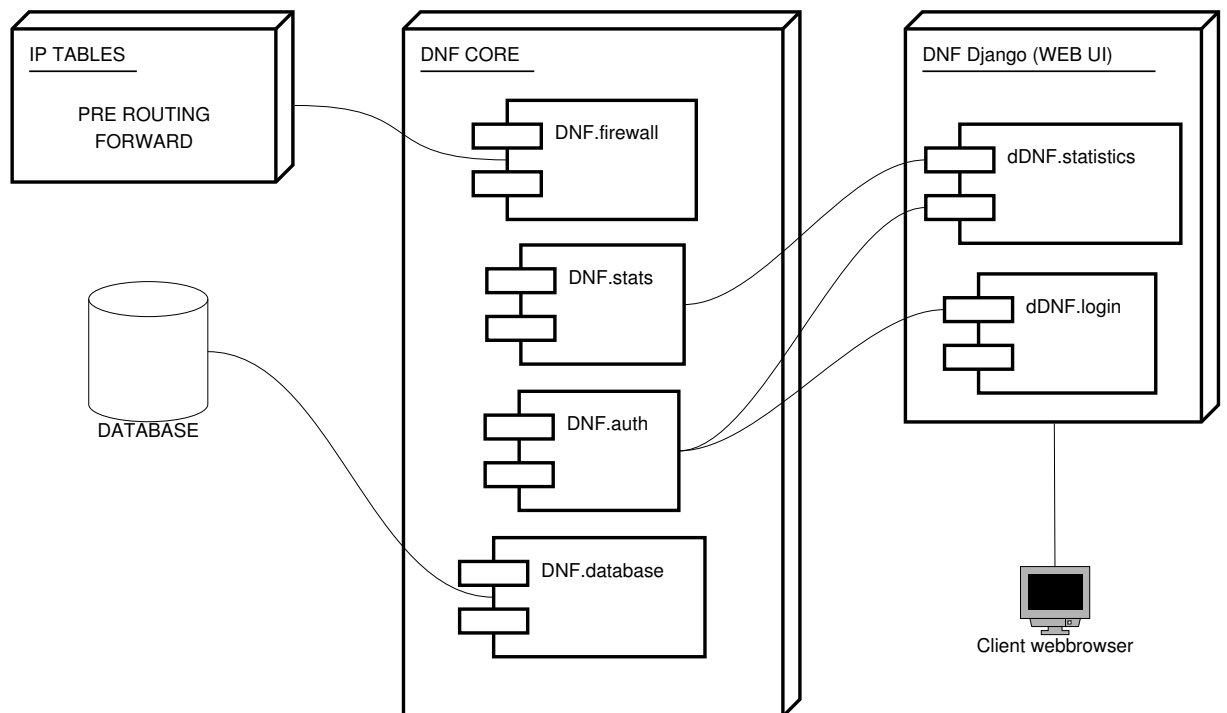 IP TABLES
PRE ROUTING
FORWARD
DATABASE
DNF CORE
DNF.firewall
DNF.stats
DNF.auth
DNF.database
DNF Django (WEB UI)
dDNF.statistics
dDNF.login
Client webbrowser